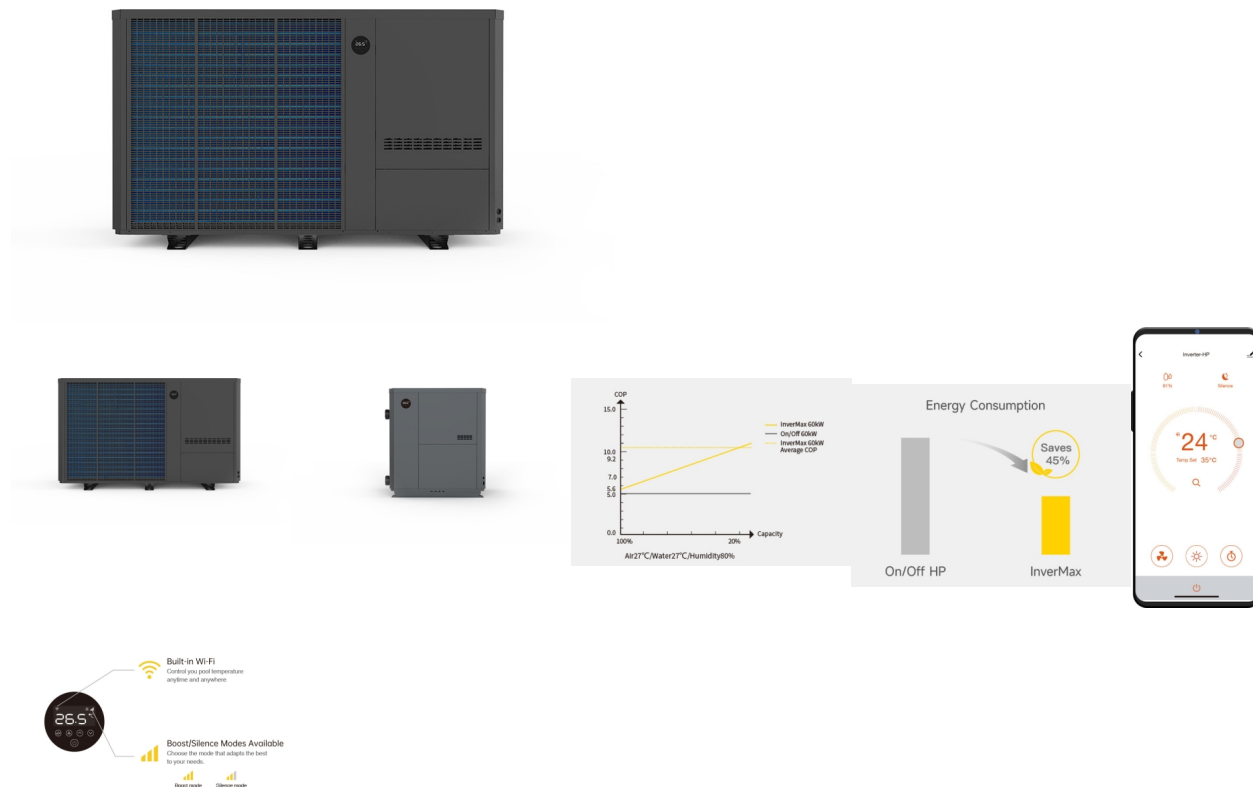 26.5°
COP
15.0
10.0
9.2
7.0
5.6
5.0
0.0
100%
20%
Capacity
InverMax 60kW
On/Off 60kW
InverMax 60kW
Average COP
Air27℃/Water27℃/Humidity80%
Energy Consumption
Saves
45%
On/Off HP
InverMax
Inverter-HP
81%
Silence
24 °C
Temp Set 35°C
Built-in Wi-Fi
Control you pool temperature
anytime and anywhere
26.5°
Boost/Silence Modes Available
Choose the mode that adapts the best
to your needs.
Boost mode
Silence mode